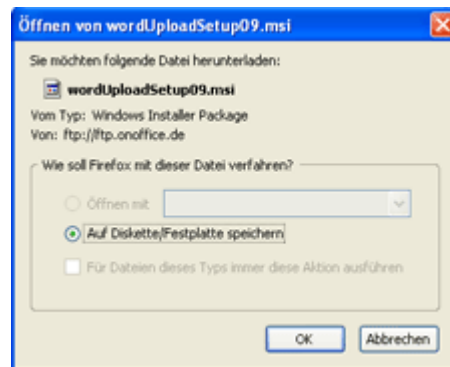 Öffnen von wordUploadSetup09.msi
Sie möchten folgende Datei herunterladen:
wordUploadSetup09.msi
Vom Typ: Windows Installer Package
Von: ftp://ftp.onoffice.de
Wie soll Firefox mit dieser Datei verfahren?
Öffnen mit
Auf Diskette/Festplatte speichern
Für Dateien dieses Typs immer diese Aktion ausführen
OK Abbrechen